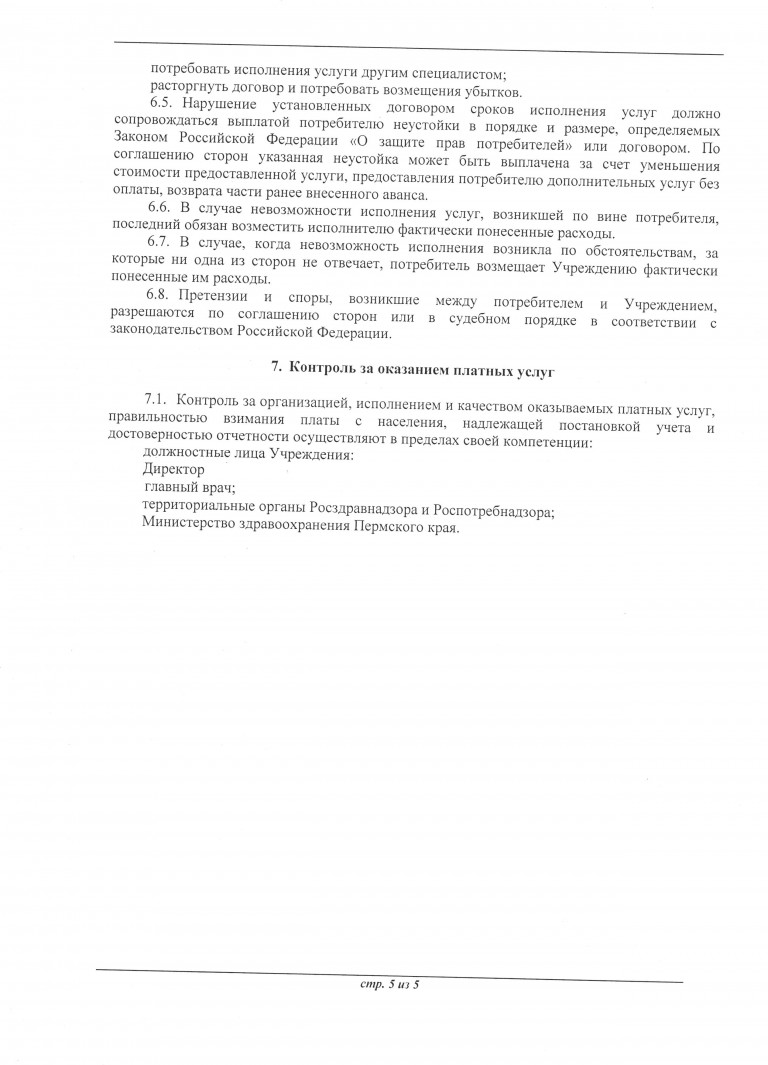 потребовать исполнения услуги другим специалистом;
расторгнуть договор и потребовать возмещения убытков.
6.5. Нарушение установленных договором сроков исполнения услуг должно
сопровождаться выплатой потребителю неустойки в порядке и размере, определяемых
Законом Российской Федерации «О защите прав потребителей» или договором. По
соглашению сторон указанная неустойка может быть выплачена за счет уменьшения
стоимости предоставленной услуги, предоставления потребителю дополнительных услуг без
оплаты, возврата части ранее внесенного аванса.
6.6. В случае невозможности исполнения услуг, возникшей по вине потребителя,
последний обязан возместить исполнителю фактически понесенные расходы.
6.7. В случае, когда невозможность исполнения возникла по обстоятельствам, за
которые ни одна из сторон не отвечает, потребитель возмещает Учреждению фактически
понесенные им расходы.
6.8. Претензии и споры, возникшие между потребителем и Учреждением,
разрешаются по соглашению сторон или в судебном порядке в соответствии с
законодательством Российской Федерации.
7. Контроль за оказанием платных услуг
7.1. Контроль за организацией, исполнением и качеством оказываемых платных услуг,
правильностью взимания платы с населения, надлежащей постановкой учета и
достоверностью отчетности осуществляют в пределах своей компетенции:
должностные лица Учреждения:
Директор
главный врач;
территориальные органы Росздравнадзора и Роспотребнадзора;
Министерство здравоохранения Пермского края.
стр. 5 из 5